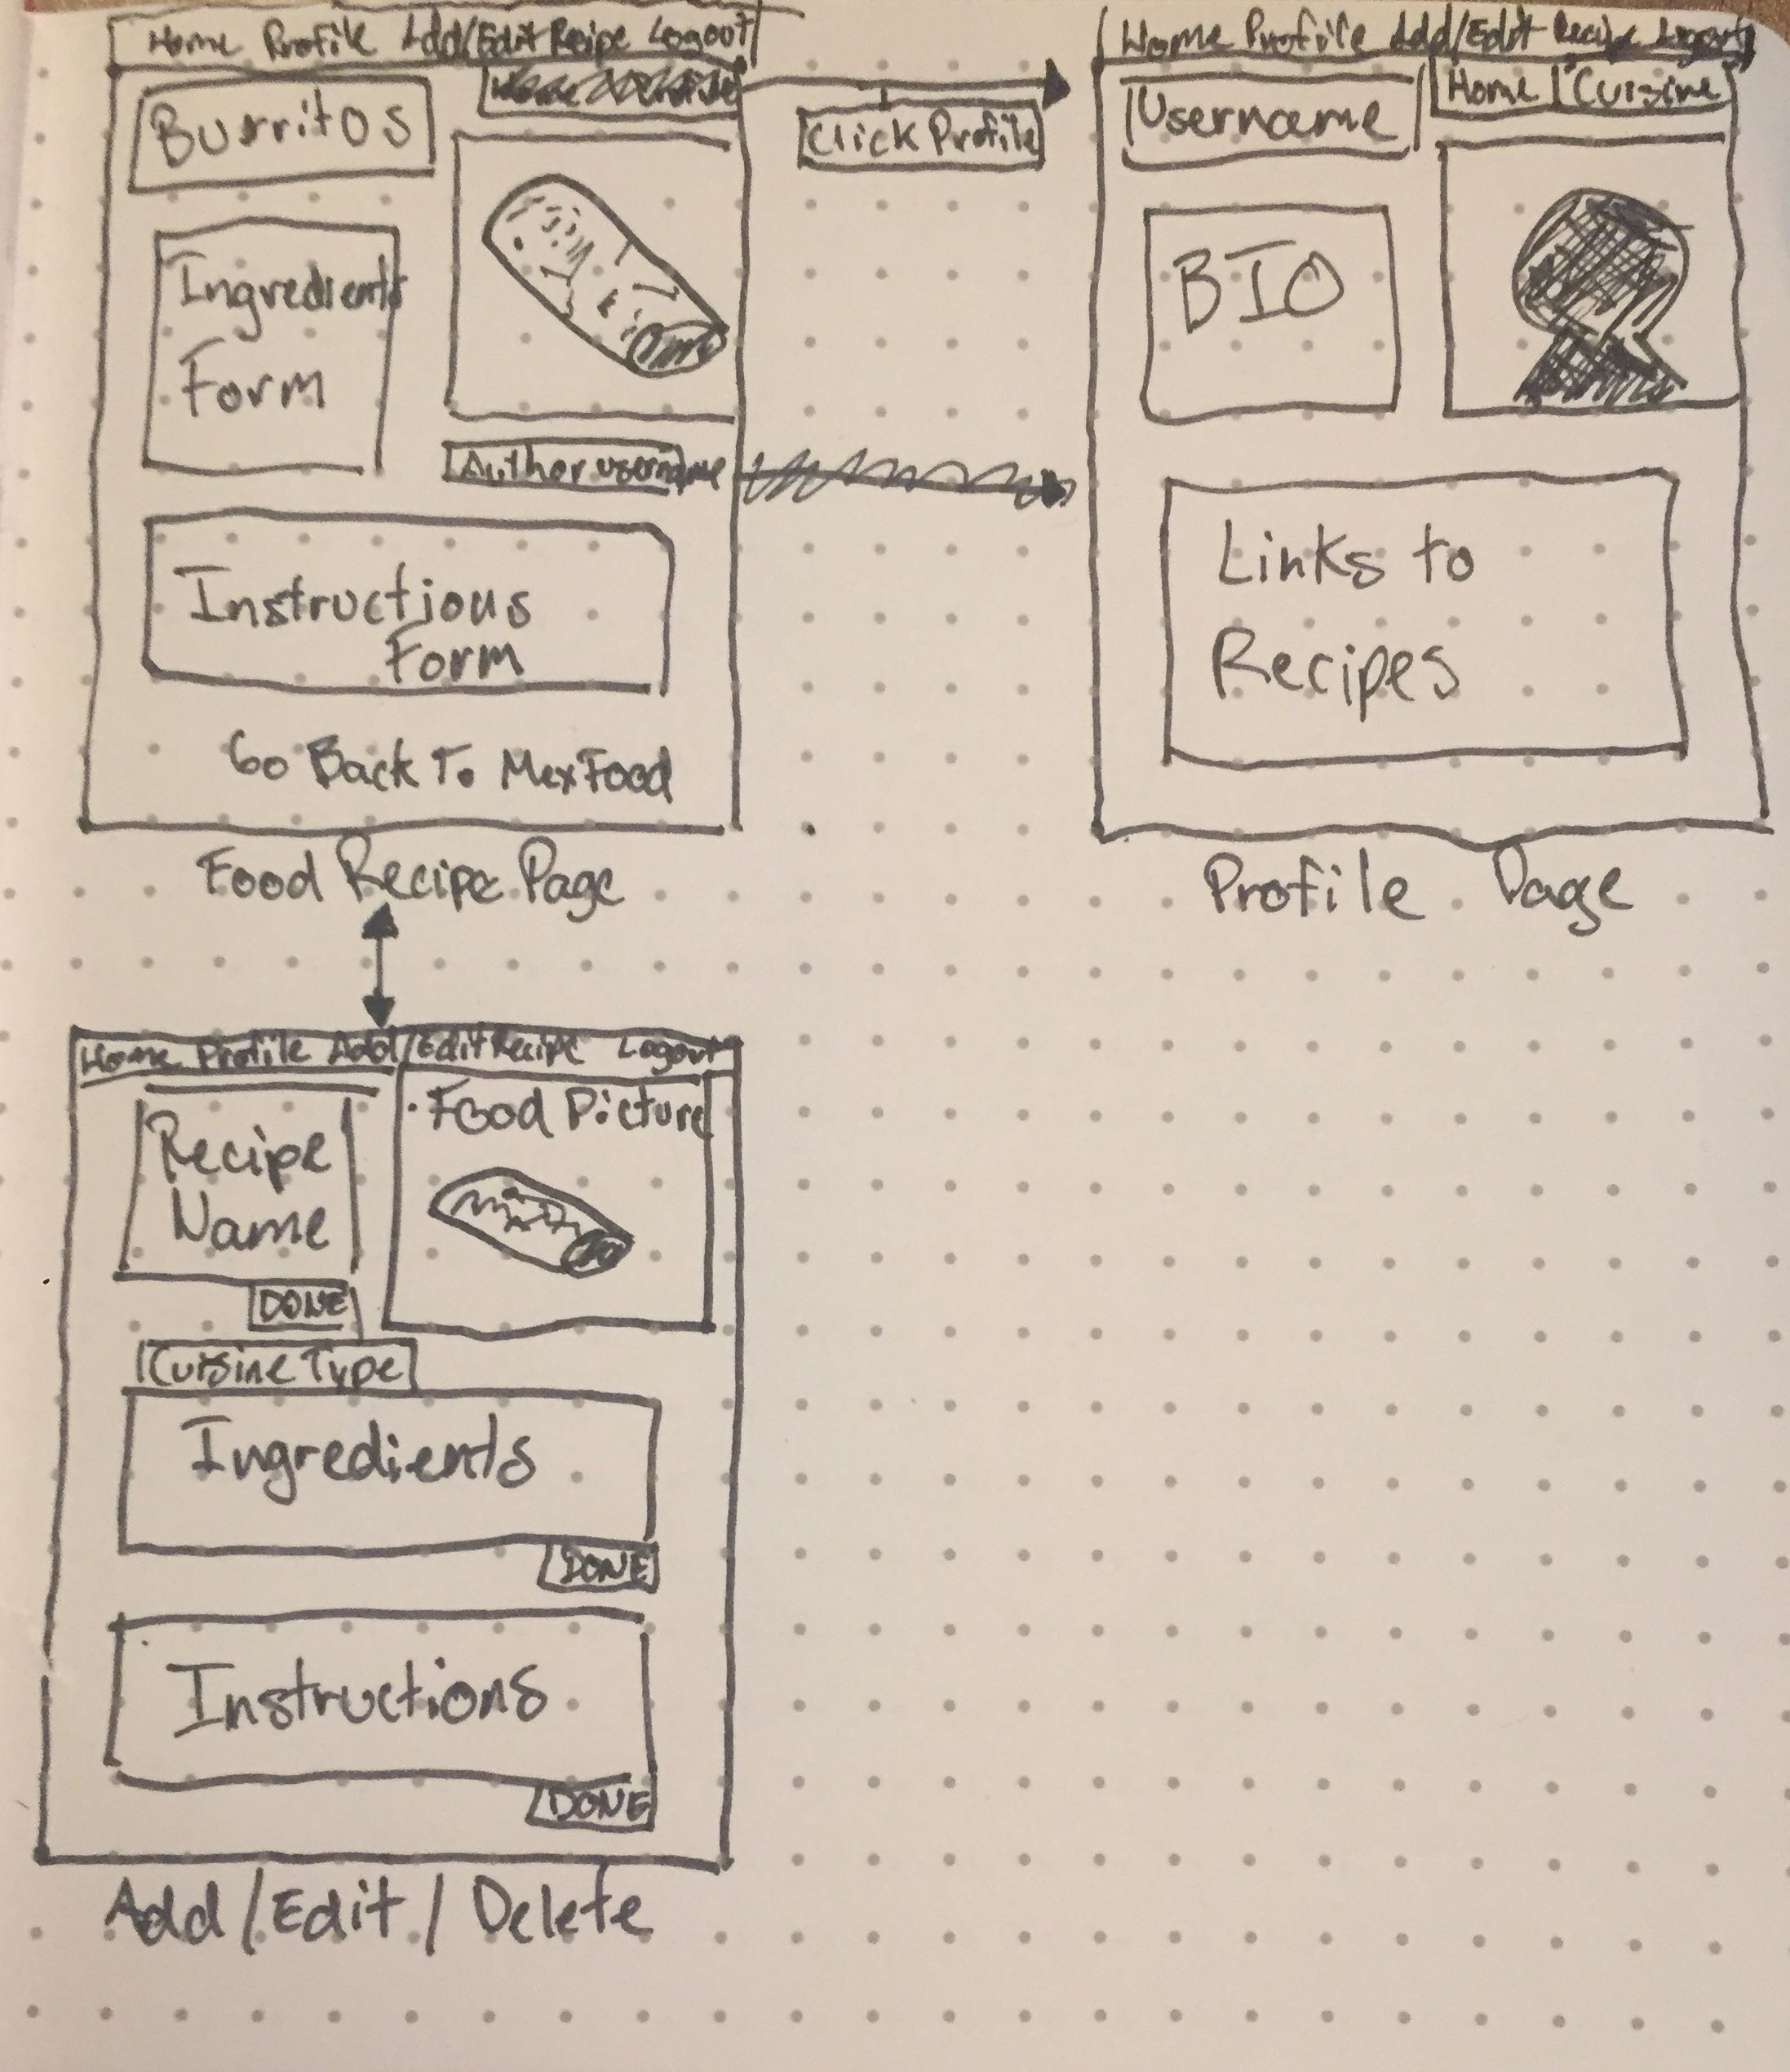 Home Profile Add/Edit Recipe Logout
Burritos
Ingredients
Form
Author username
Instructions
Form
Go Back To MexFood
Food Recipe Page
Click Profile
Home Profile Add/Edit Recipe Logout
Username
Home Cuisine
BIO
Links to
Recipes
Profile Page
Home Profile Add/Edit Recipe Logout
Recipe
Name
DONE
Food Picture
Cuisine Type
Ingredients
DONE
Instructions
DONE
Add/Edit/Delete